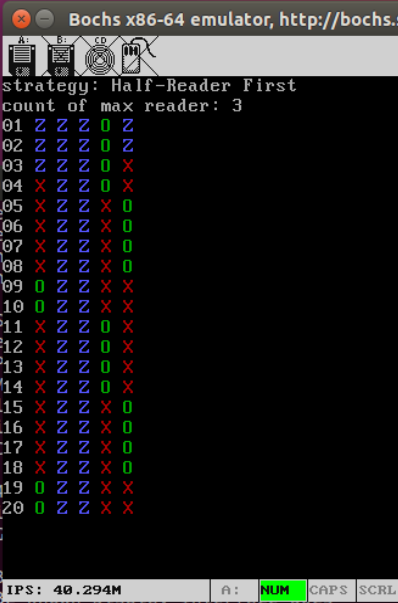 Bochs x86-64 emulator, http://bochs.s
A: B: CD
strategy: Half-Reader First
count of max reader: 3
01 Z Z Z O Z
02 Z Z Z O Z
03 Z Z Z O X
04 X Z Z O X
05 X Z Z X O
06 X Z Z X O
07 X Z Z X O
08 X Z Z X O
09 O Z Z X X
10 O Z Z X X
11 X Z Z O X
12 X Z Z O X
13 X Z Z O X
14 X Z Z O X
15 X Z Z X O
16 X Z Z X O
17 X Z Z X O
18 X Z Z X O
19 O Z Z X X
20 O Z Z X X
IPS: 40.294M A: NUM CAPS SCRL